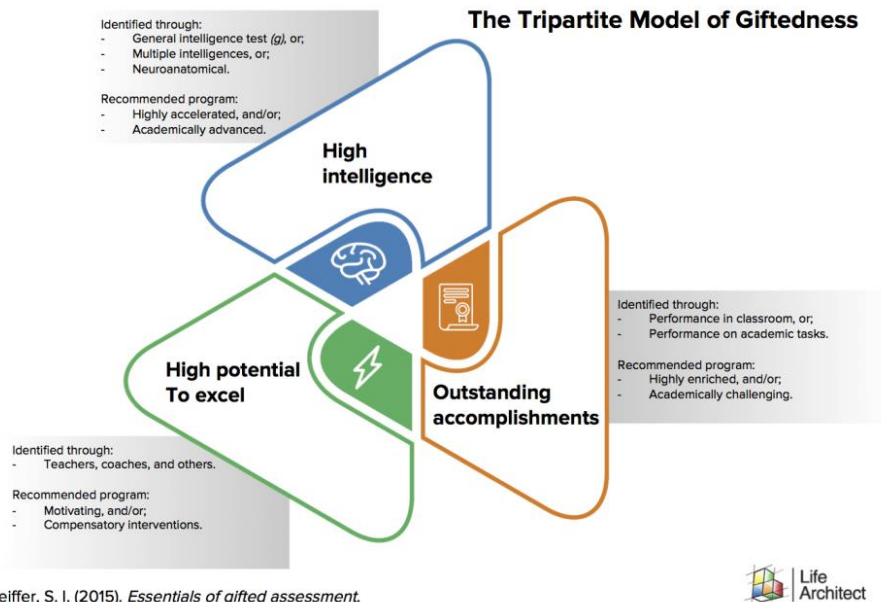 The Tripartite Model of Giftedness
Identified through:
- General intelligence test (g), or;
- Multiple intelligences, or;
- Neuroanatomical.
Recommended program:
- Highly accelerated, and/or;
- Academically advanced.
High
intelligence
Identified through:
- Performance in classroom, or;
- Performance on academic tasks.
Recommended program:
- Highly enriched, and/or;
- Academically challenging.
Outstanding
accomplishments
High potential
To excel
Identified through:
- Teachers, coaches, and others.
Recommended program:
- Motivating, and/or;
- Compensatory interventions.
eiffer, S. I. (2015). Essentials of gifted assessment.
Life
Architect